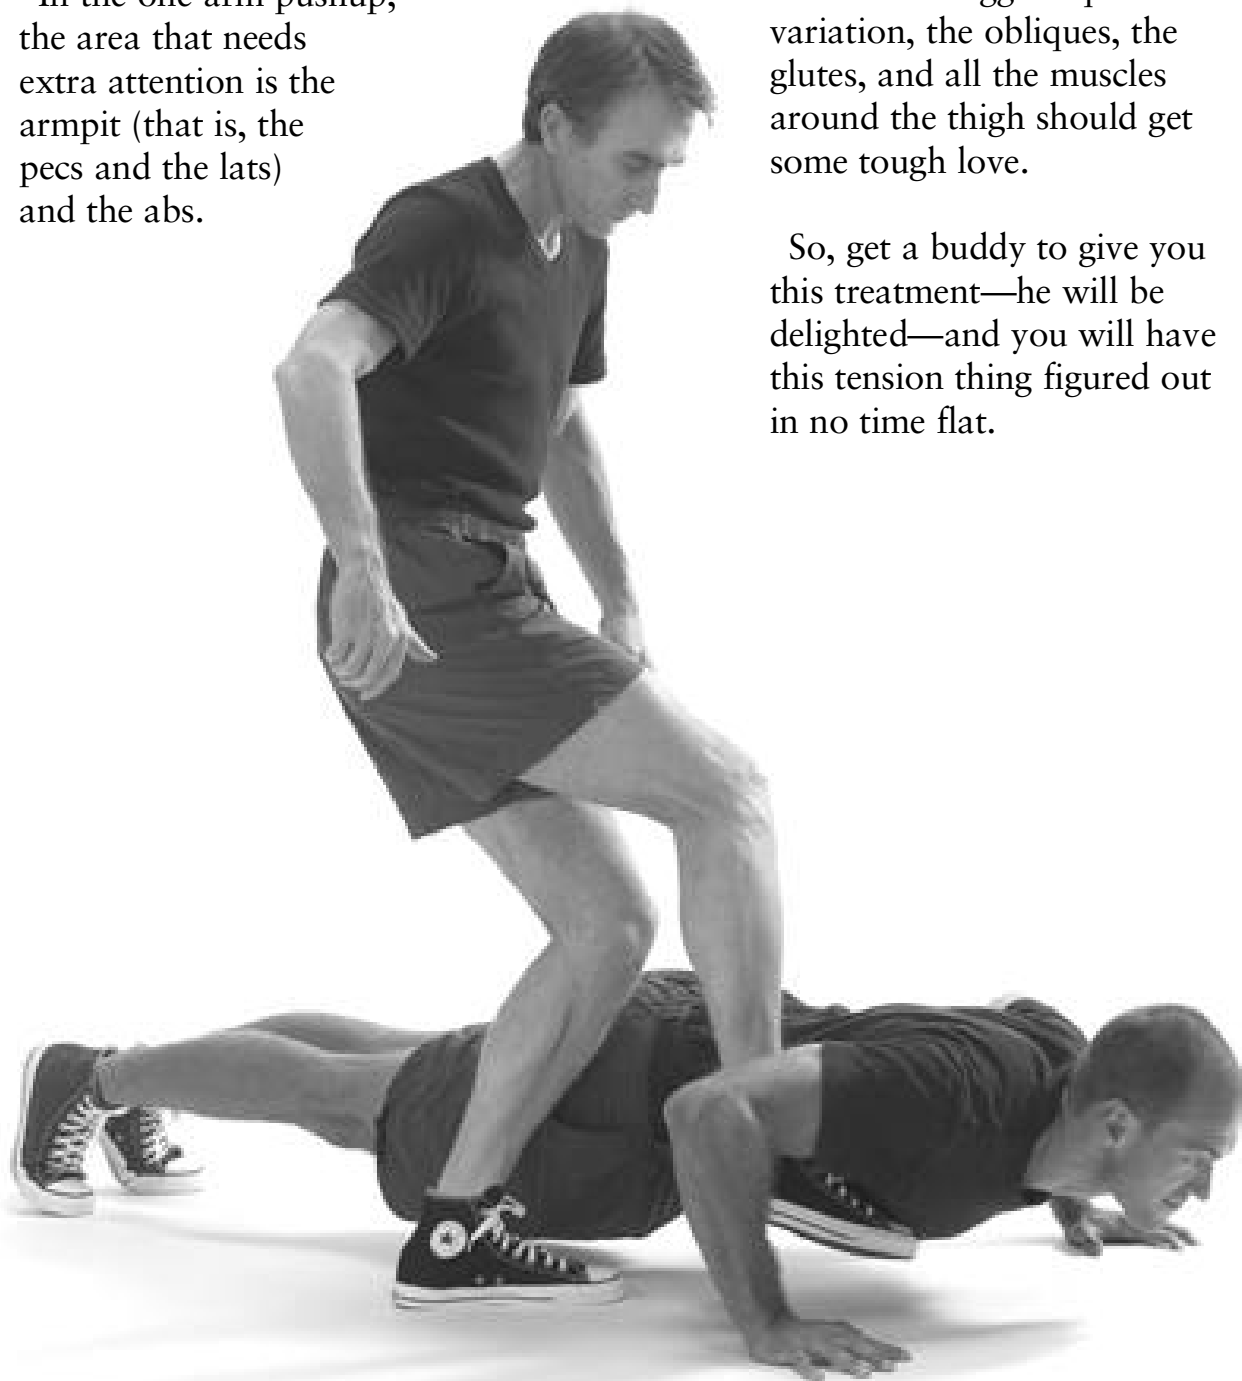 In the one arm pushup,
the area that needs
extra attention is the
armpit (that is, the
pecs and the lats)
and the abs.
variation, the obliques, the
glutes, and all the muscles
around the thigh should get
some tough love.
So, get a buddy to give you
this treatment—he will be
delighted—and you will have
this tension thing figured out
in no time flat.